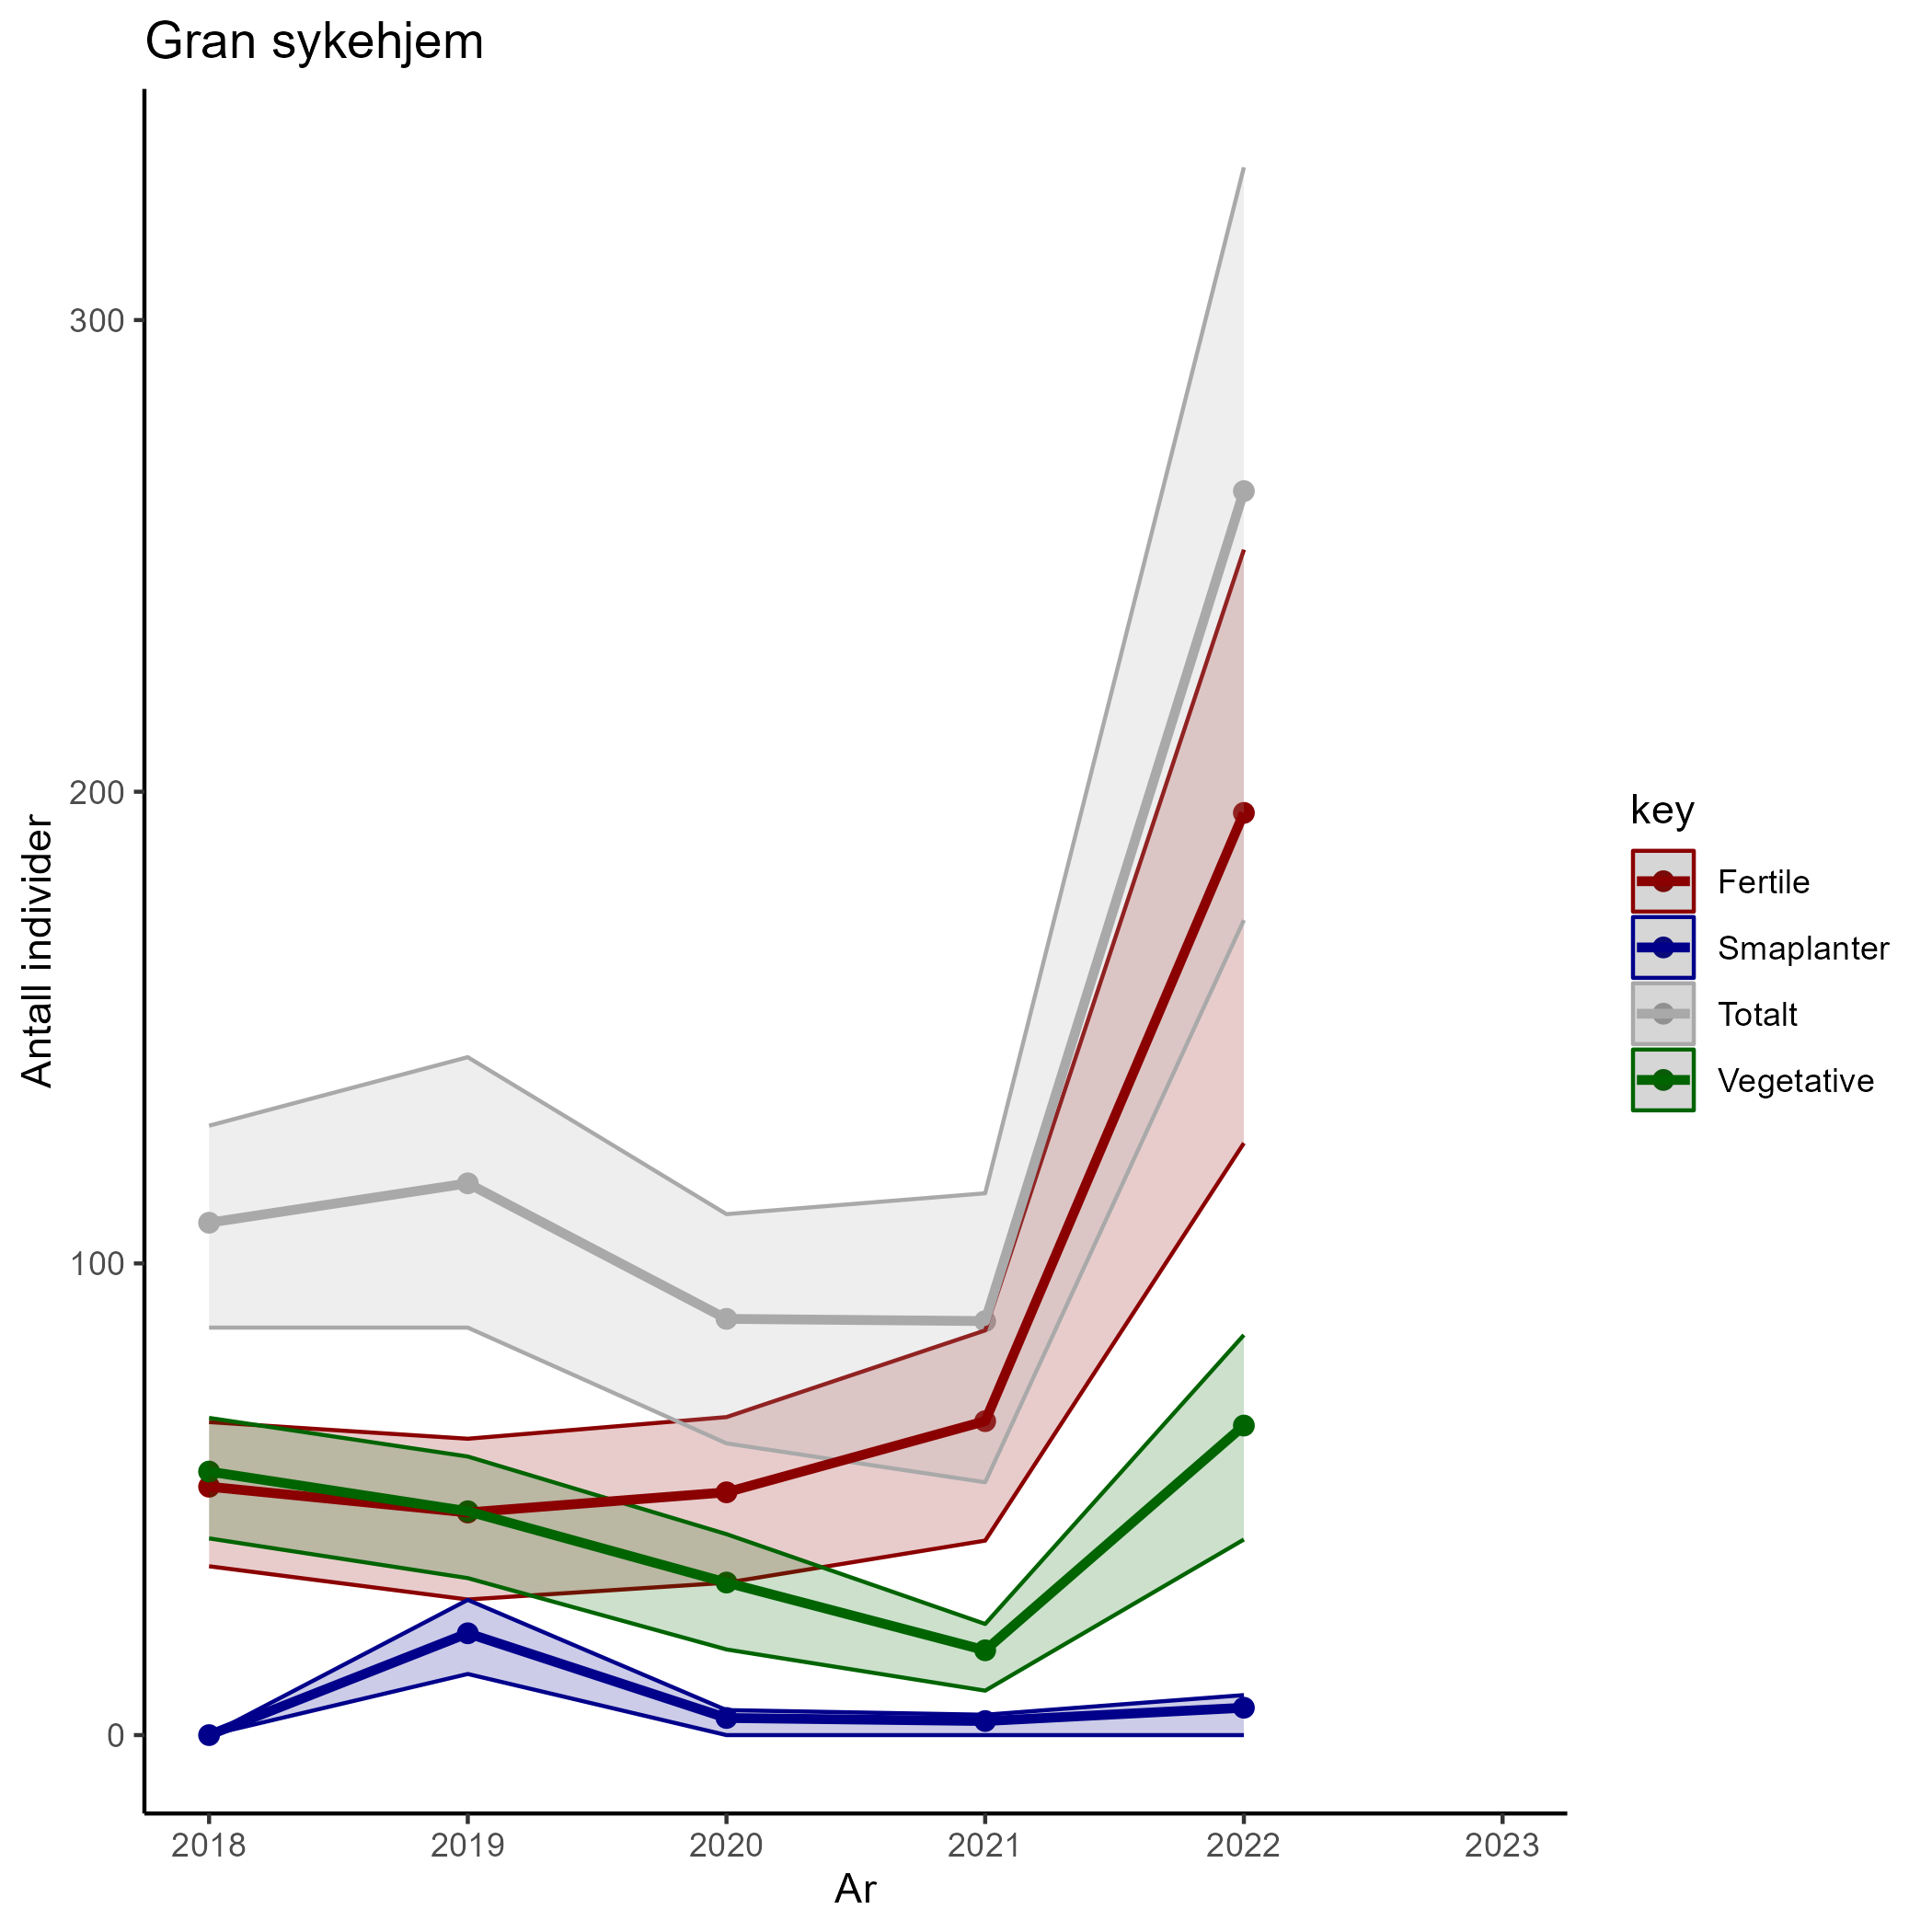 Gran sykehjem
Antall individer
300
200
100
0
2018 2019 2020 2021 2022 2023
Ar
key
Fertile
Smaplanter
Totalt
Vegetative